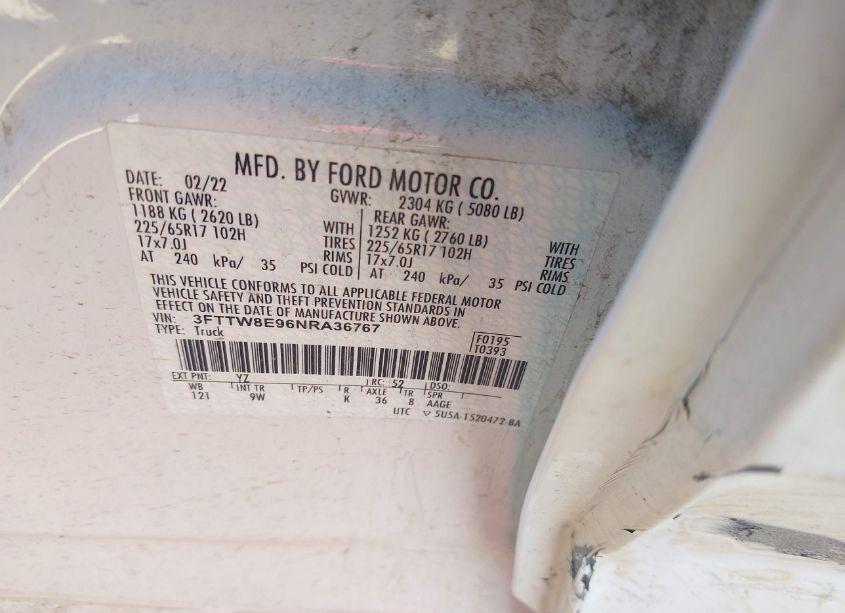 MFD. BY FORD MOTOR CO.
DATE: 02/22 GVWR: 2304 KG ( 5080 LB)
FRONT GAWR: REAR GAWR:
1188 KG ( 2620 LB) WITH 1252 KG ( 2760 LB) WITH
225/65R17 102H TIRES 225/65R17 102H TIRES
17x7.0J RIMS 17x7.0J RIMS
AT 240 kPa/ 35 PSI COLD AT 240 kPa/ 35 PSI COLD
THIS VEHICLE CONFORMS TO ALL APPLICABLE FEDERAL MOTOR
VEHICLE SAFETY AND THEFT PREVENTION STANDARDS IN
EFFECT ON THE DATE OF MANUFACTURE SHOWN ABOVE.
VIN: 3FTTW8E96NRA36767 F0195
TYPE: Truck T0393
EXT PNT: YZ RC: 52 DSO:
WB INT TR TP/PS R AXLE TR SPR
121 9W K 36 8 AAGE
UTC ▽ 5U5A-1520472-BA